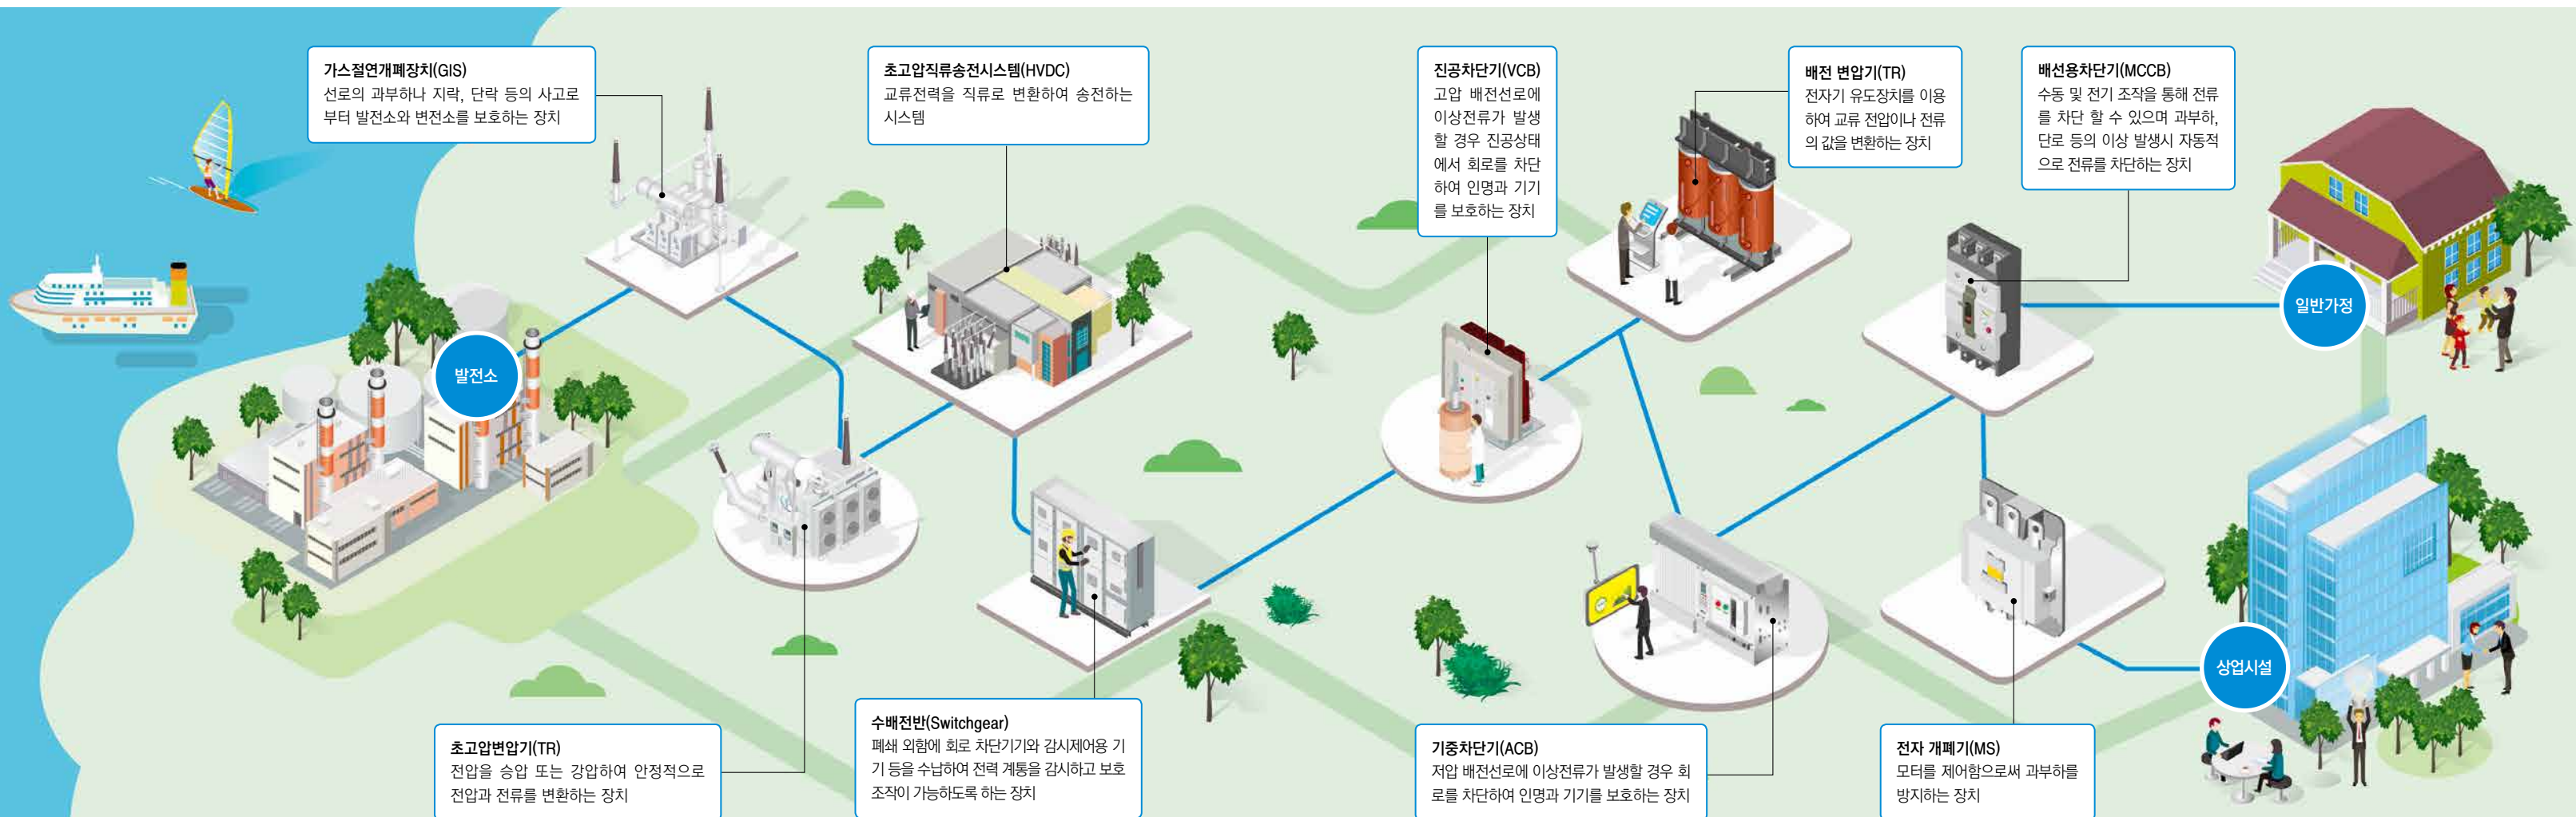 가스절연개폐장치(GIS)
선로의 과부하나 지락, 단락 등의 사고로
부터 발전소와 변전소를 보호하는 장치
초고압직류송전시스템(HVDC)
교류전력을 직류로 변환하여 송전하는
시스템
진공차단기(VCB)
고압 배전선로에
이상전류가 발생
할 경우 진공상태
에서 회로를 차단
하여 인명과 기기
를 보호하는 장치
배전 변압기(TR)
전자기 유도장치를 이용
하여 교류 전압이나 전류
의 값을 변환하는 장치
배선용차단기(MCCB)
수동 및 전기 조작을 통해 전류
를 차단 할 수 있으며 과부하,
단로 등의 이상 발생시 자동적
으로 전류를 차단하는 장치
발전소
일반가정
상업시설
초고압변압기(TR)
전압을 승압 또는 강압하여 안정적으로
전압과 전류를 변환하는 장치
수배전반(Switchgear)
폐쇄 외함에 회로 차단기기와 감시제어용 기
기 등을 수납하여 전력 계통을 감시하고 보호
조작이 가능하도록 하는 장치
기중차단기(ACB)
저압 배전선로에 이상전류가 발생할 경우 회
로를 차단하여 인명과 기기를 보호하는 장치
전자 개폐기(MS)
모터를 제어함으로써 과부하를
방지하는 장치